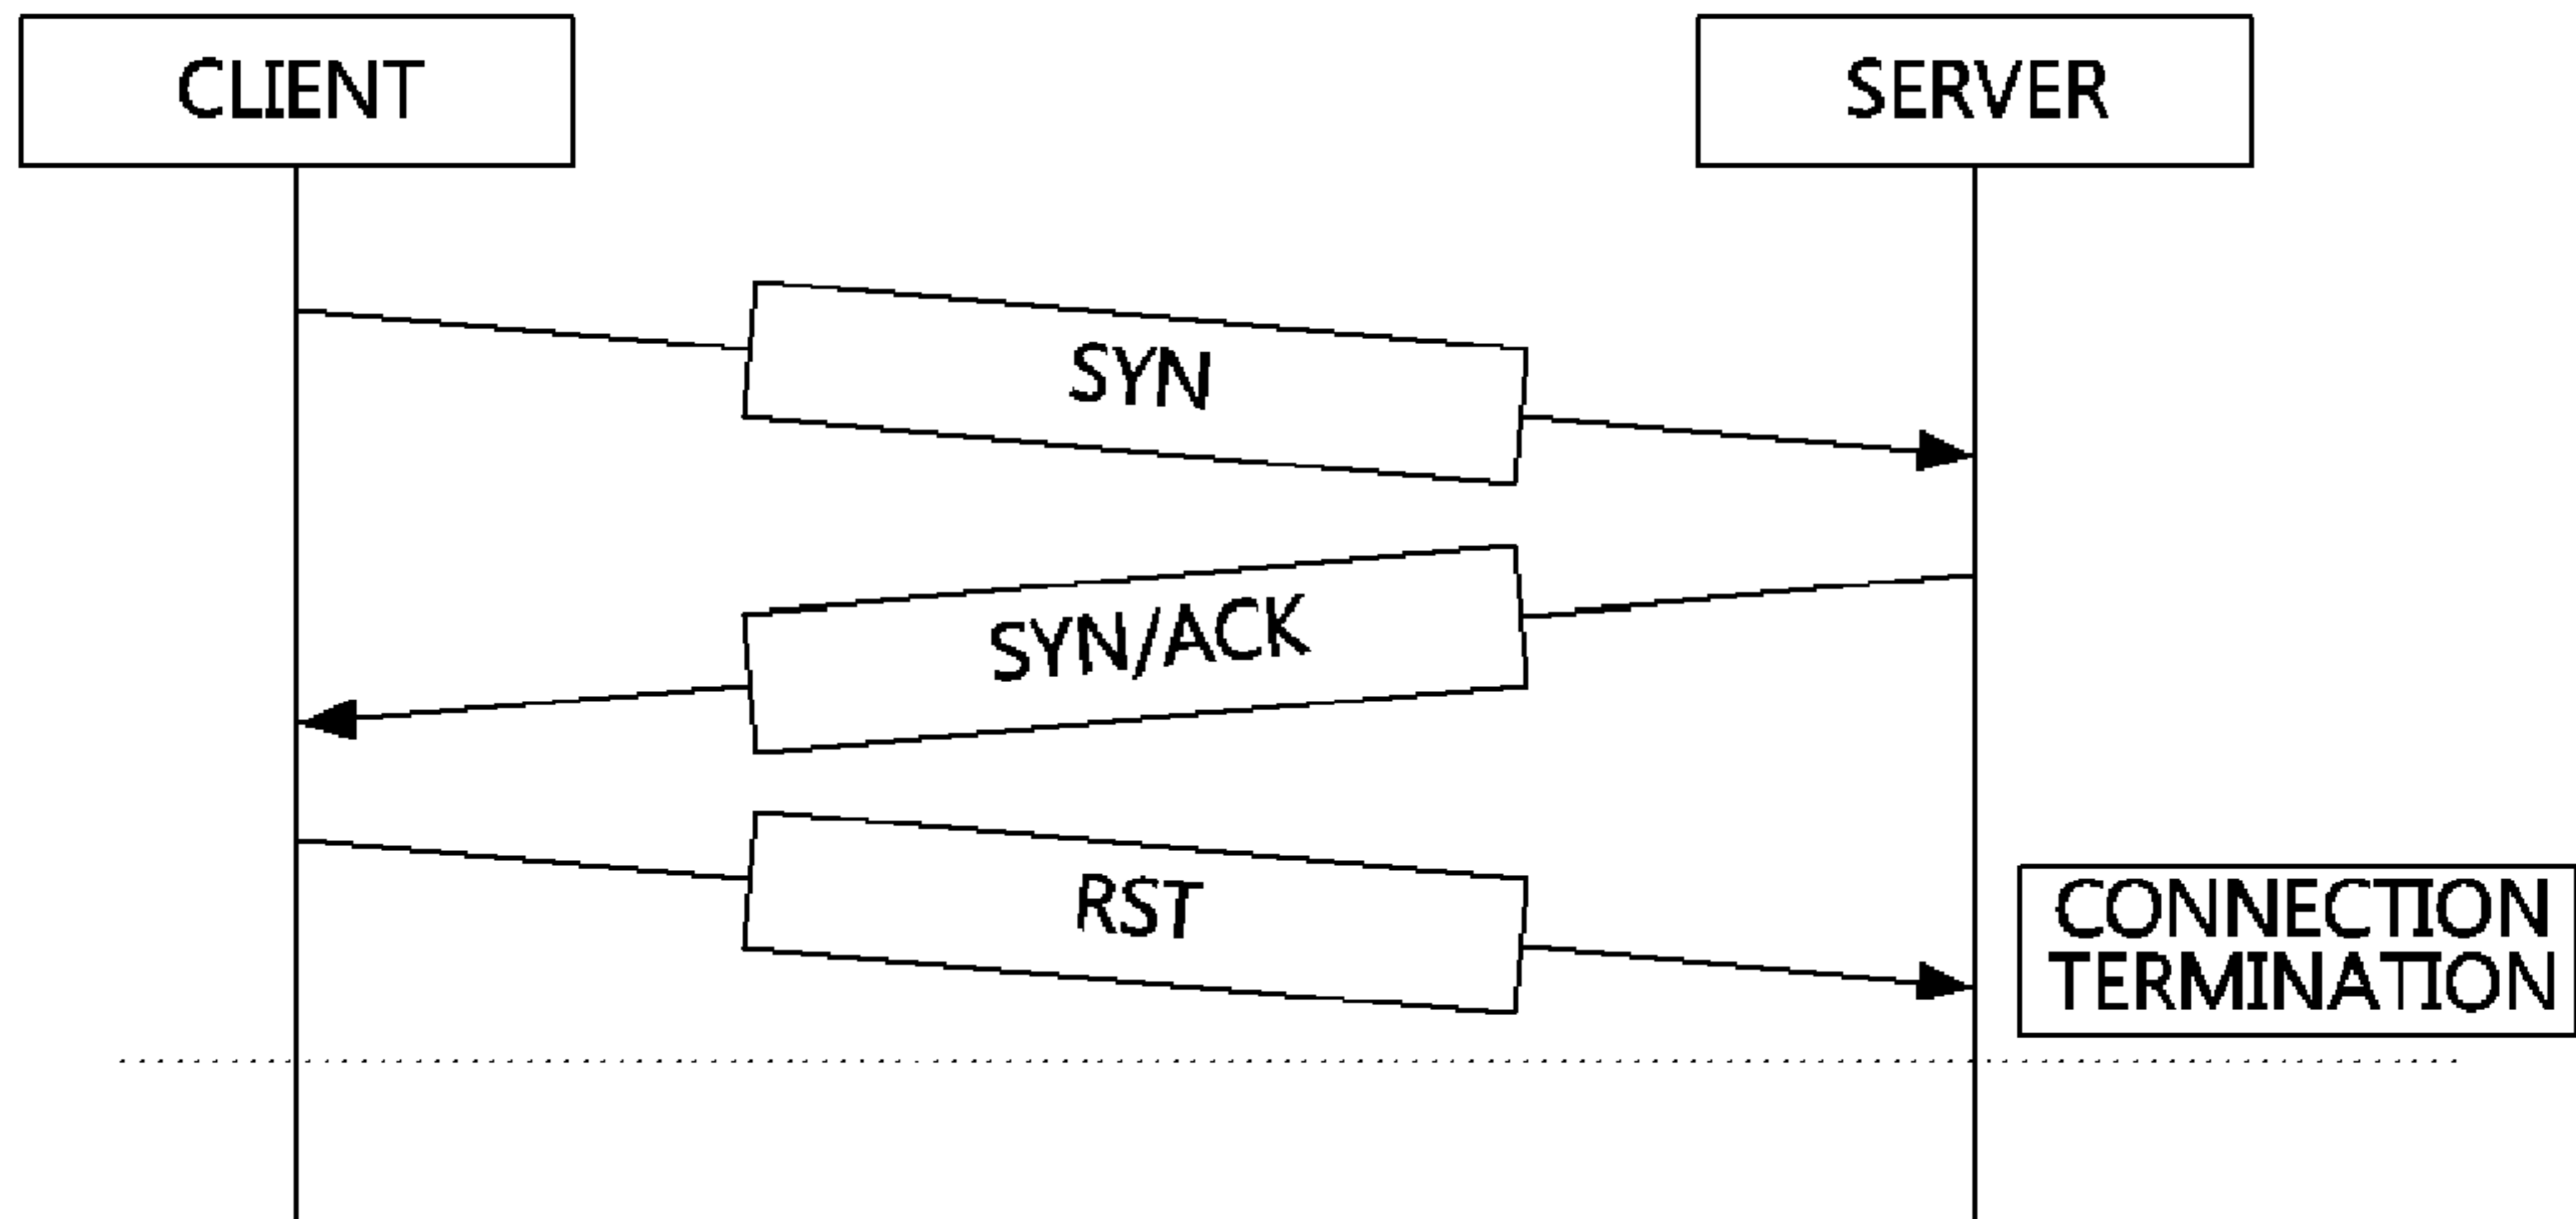 CLIENT
SERVER
SYN
SYN/ACK
RST
CONNECTION
TERMINATION